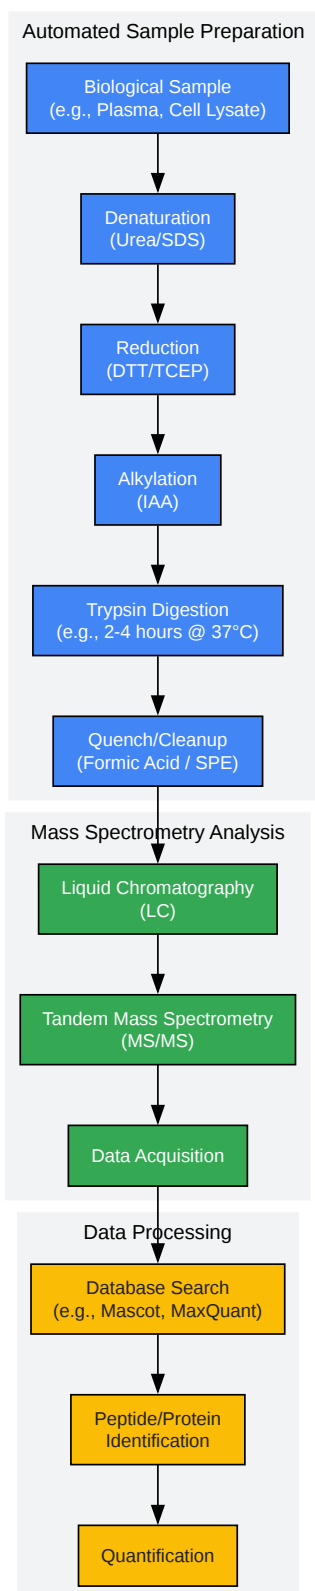 Automated Sample Preparation
Biological Sample
(e.g., Plasma, Cell Lysate)
Denaturation
(Urea/SDS)
Reduction
(DTT/TCEP)
Alkylation
(IAA)
Trypsin Digestion
(e.g., 2-4 hours @ 37°C)
Quench/Cleanup
(Formic Acid / SPE)
Mass Spectrometry Analysis
Liquid Chromatography
(LC)
Tandem Mass Spectrometry
(MS/MS)
Data Acquisition
Data Processing
Database Search
(e.g., Mascot, MaxQuant)
Peptide/Protein
Identification
Quantification